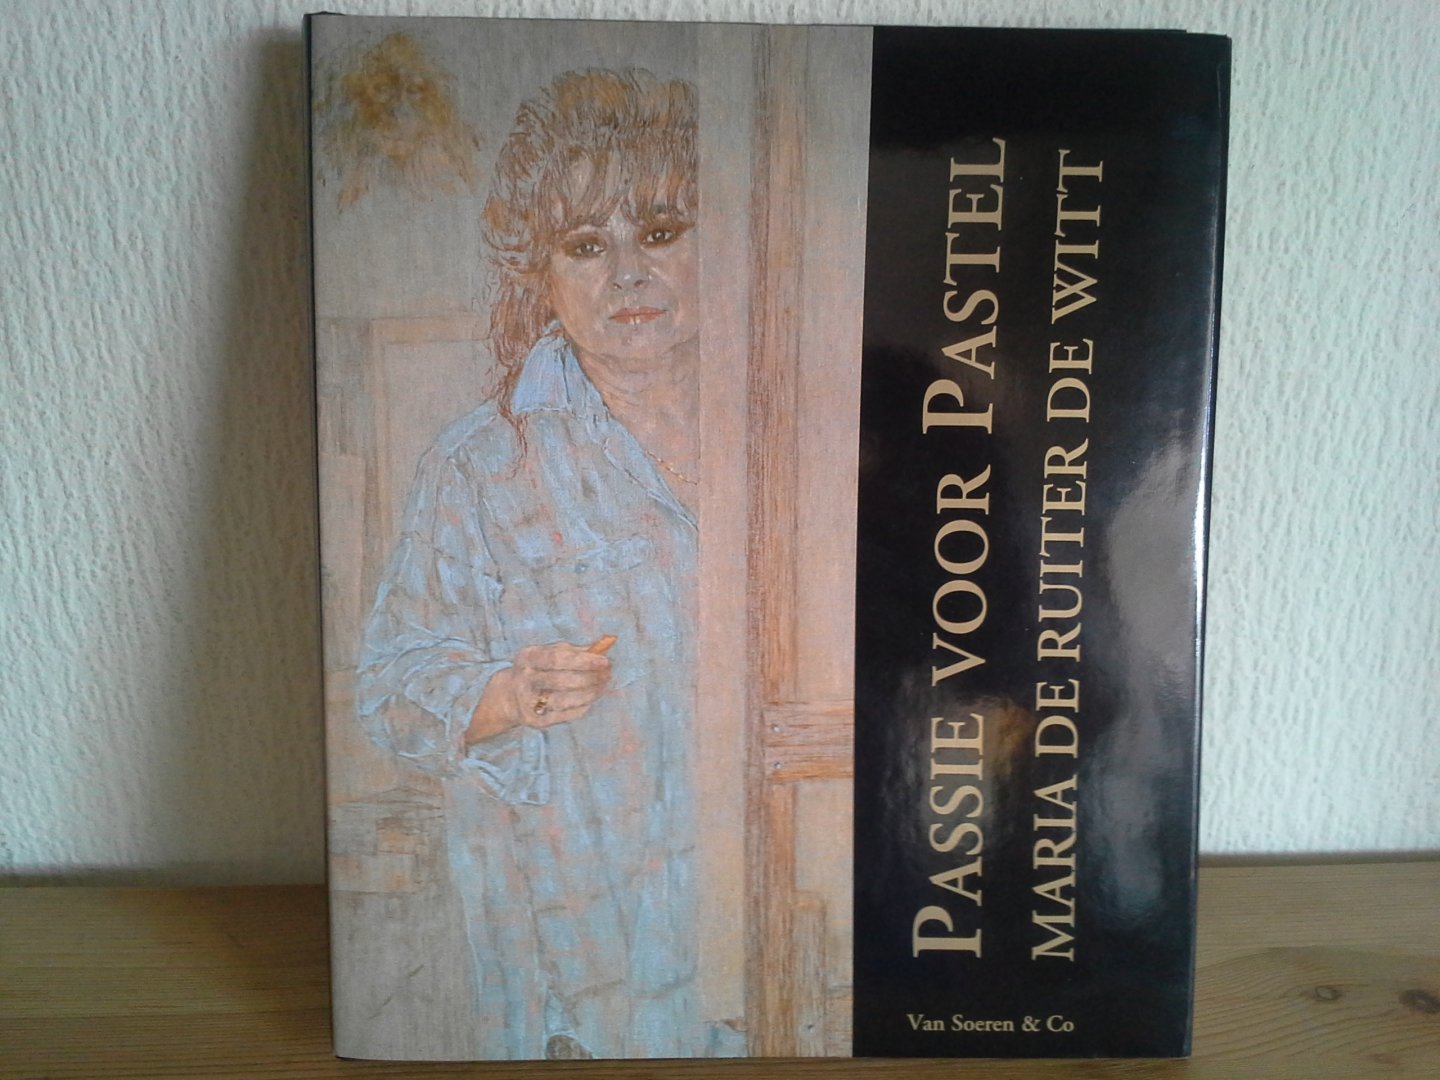 PASSIE VOOR PASTEL
MARIA DE RUITER DE WITT
Van Soeren & Co